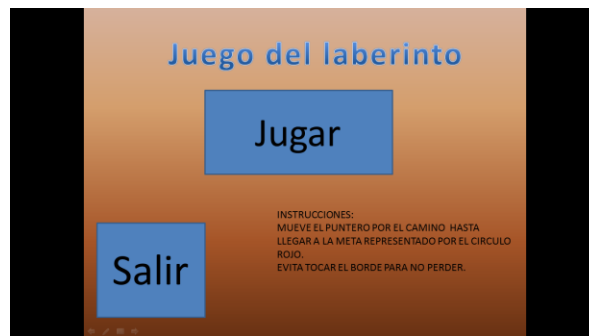 Juego del laberinto
Jugar
INSTRUCCIONES:
MUEVE EL PUNTERO POR EL CAMINO HASTA
LLEGAR A LA META REPRESENTADO POR EL CIRCULO
ROJO.
EVITA TOCAR EL BORDE PARA NO PERDER.
Salir